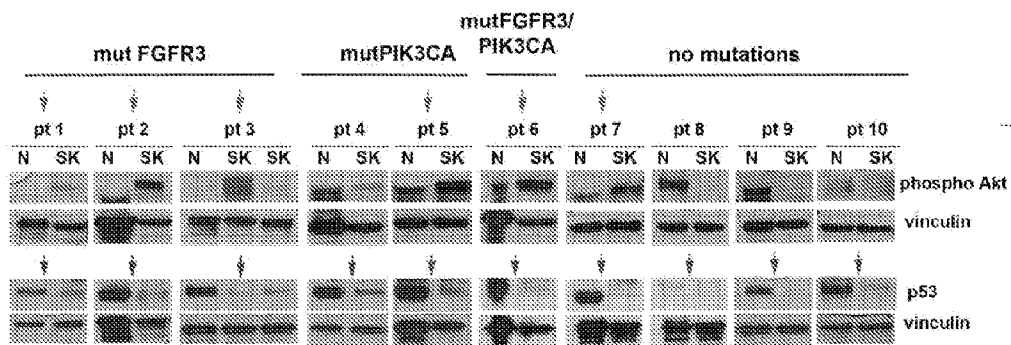 mutFGFR3/
mut FGFR3 mutPIK3CA PIK3CA no mutations
pt 1 pt 2 pt 3 pt 4 pt 5 pt 6 pt 7 pt 8 pt 9 pt 10
N SK N SK N SK SK N SK N SK N SK N SK N SK N SK N SK
phospho Akt
vinculin
p53
vinculin